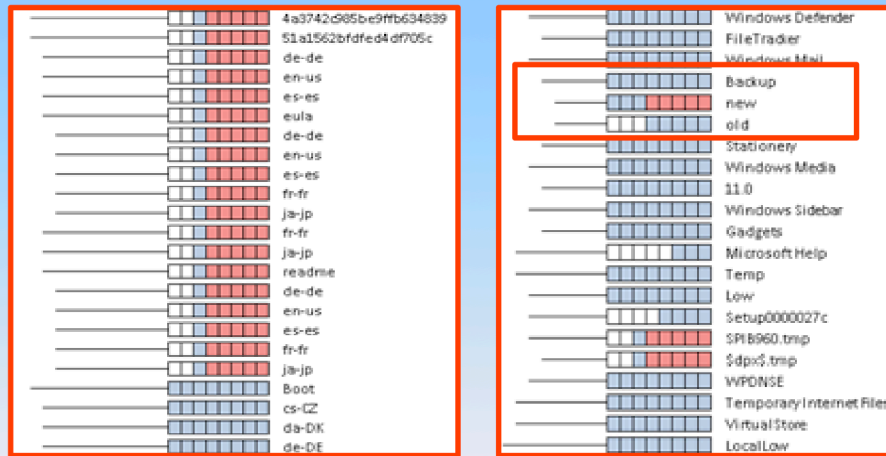 4a3742c985be9ffb634839
51a1562bfdfed4df705c
de-de
en-us
es-es
eula
de-de
en-us
es-es
fr-fr
ja-jp
fr-fr
ja-jp
readme
de-de
en-us
es-es
fr-fr
ja-jp
Boot
cs-CZ
da-DK
de-DE
Windows Defender
FileTracker
Windows Mail
Backup
new
old
Stationery
Windows Media
11.0
Windows Sidebar
Gadgets
Microsoft Help
Temp
Low
Setup0000027c
SPIB960.tmp
$dpx$.tmp
WPDNSE
Temporary Internet Files
VirtualStore
LocalLow